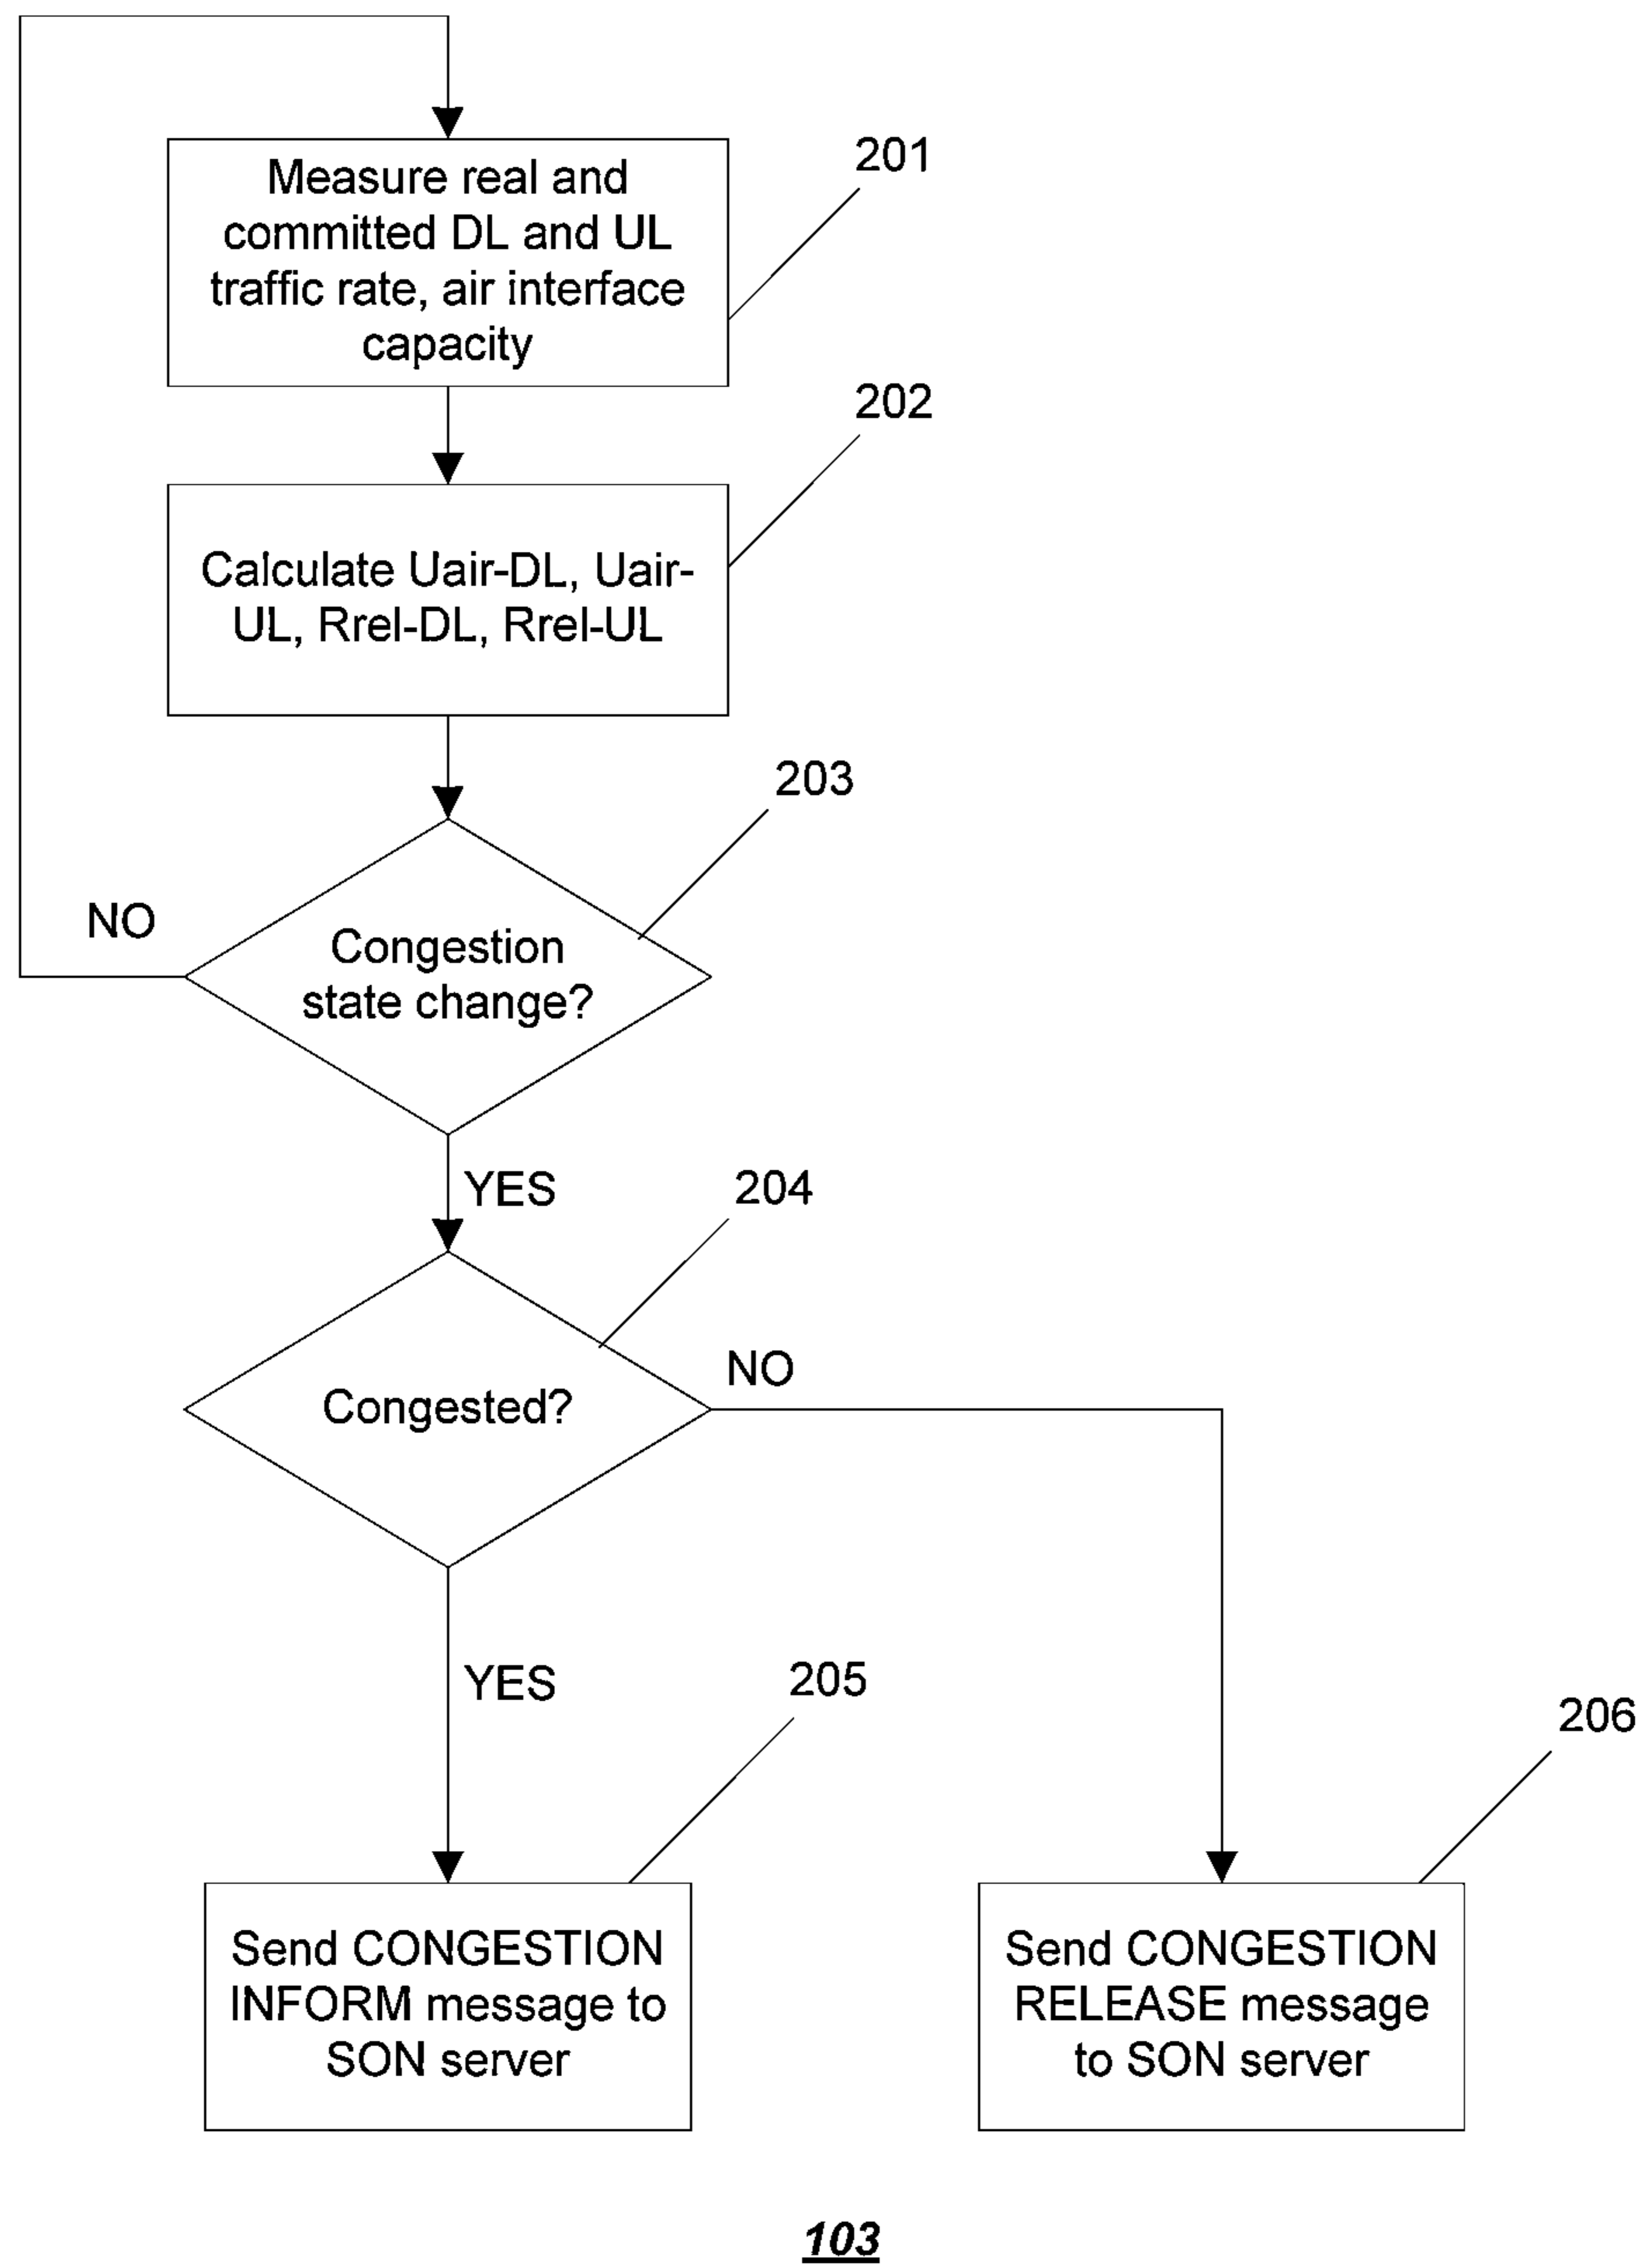 Measure real and
committed DL and UL
traffic rate, air interface
capacity
201
Calculate Uair-DL, Uair-
UL, Rrel-DL, Rrel-UL
202
Congestion
state change?
203
NO
YES
Congested?
204
NO
YES
Send CONGESTION
INFORM message to
SON server
205
Send CONGESTION
RELEASE message
to SON server
206
103